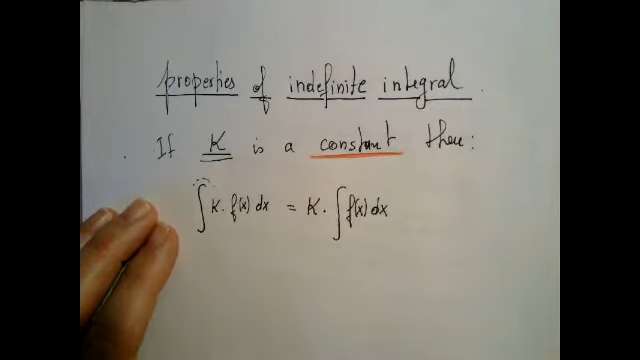 properties of indefinite integral
If K is a constant then:
∫ K · f(x) dx = K · ∫ f(x) dx